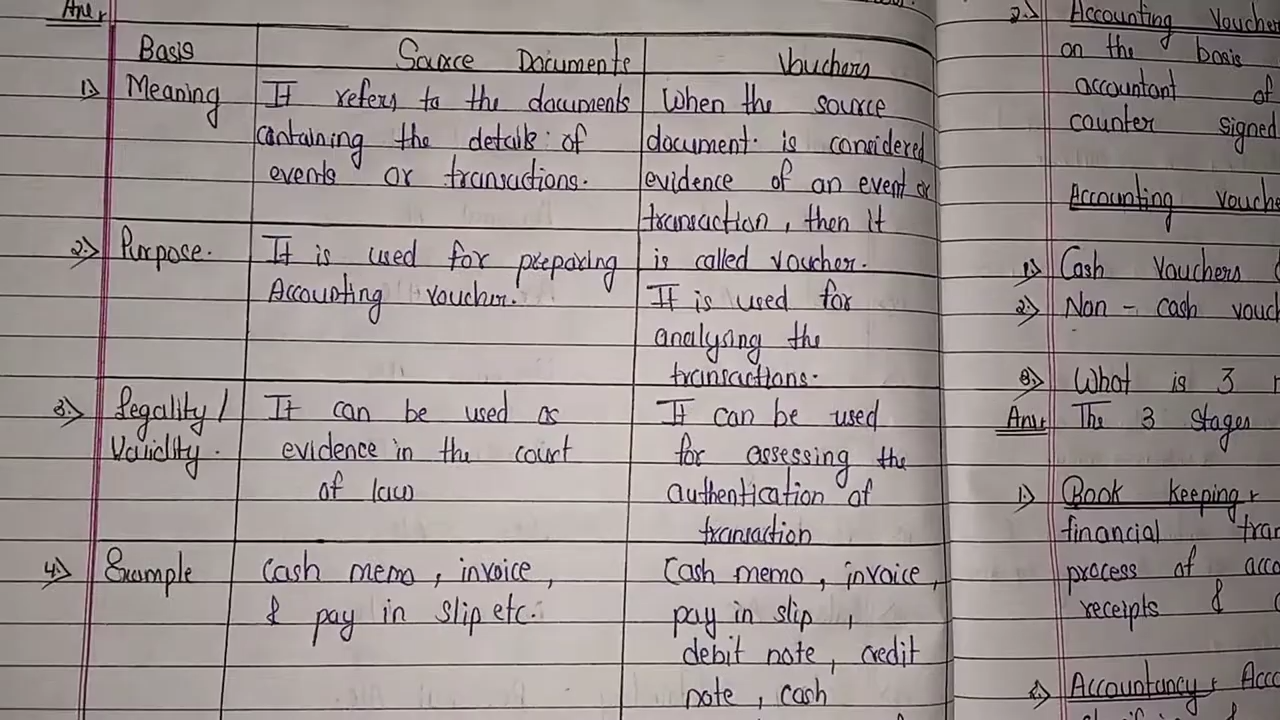 Ans,
Basis Source Documents Vouchers
1.) Meaning It refers to the documents When the source
containing the details of document is considered
events or transactions. evidence of an event or
transaction, then it
2.) Purpose. It is used for preparing is called voucher.
Accounting voucher. It is used for
analysing the
transactions.
3.) Legality / It can be used as It can be used
Validity. evidence in the court for assessing the
of law authentication of
transaction
4.) Example Cash memo, invoice, Cash memo, invoice,
& pay in slip etc. pay in slip,
debit note, credit
note, cash
2.) Accounting Voucher
on the basis
accountant of
counter signed
Accounting vouche
1.) Cash Vouchers
2.) Non - cash vouch
8.) What is 3
Ans, The 3 stages
1.) Book keeping,
financial tran
process of acco
receipts &
2.) Accountancy, Acco